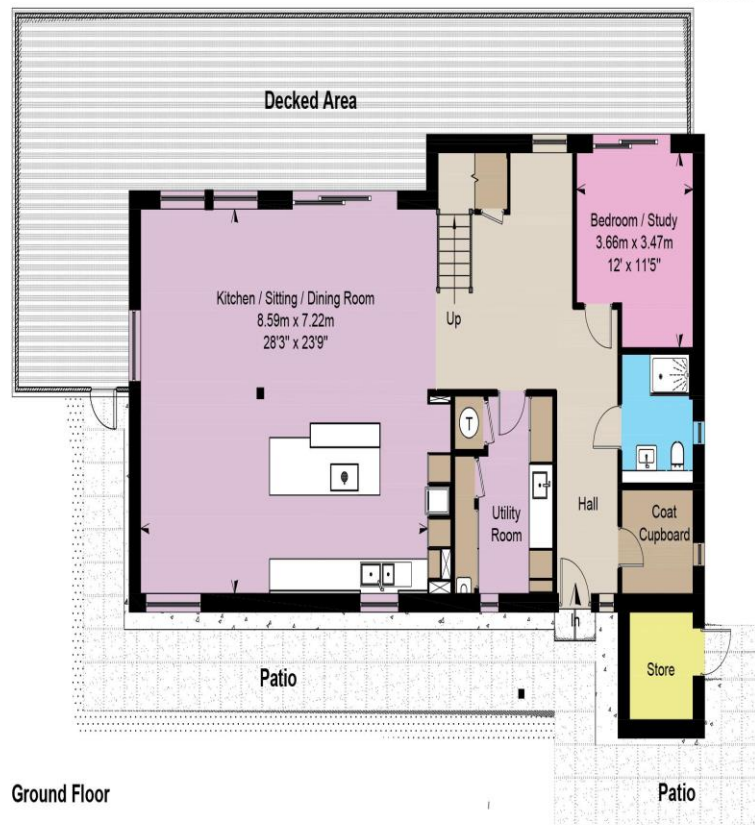 Decked Area
Bedroom / Study
3.66m x 3.47m
12' x 11'5"
Kitchen / Sitting / Dining Room
8.59m x 7.22m
28'3" x 23'9"
Up
T
Utility
Room
Hall
Coat
Cupboard
In
Store
Patio
Ground Floor
Patio